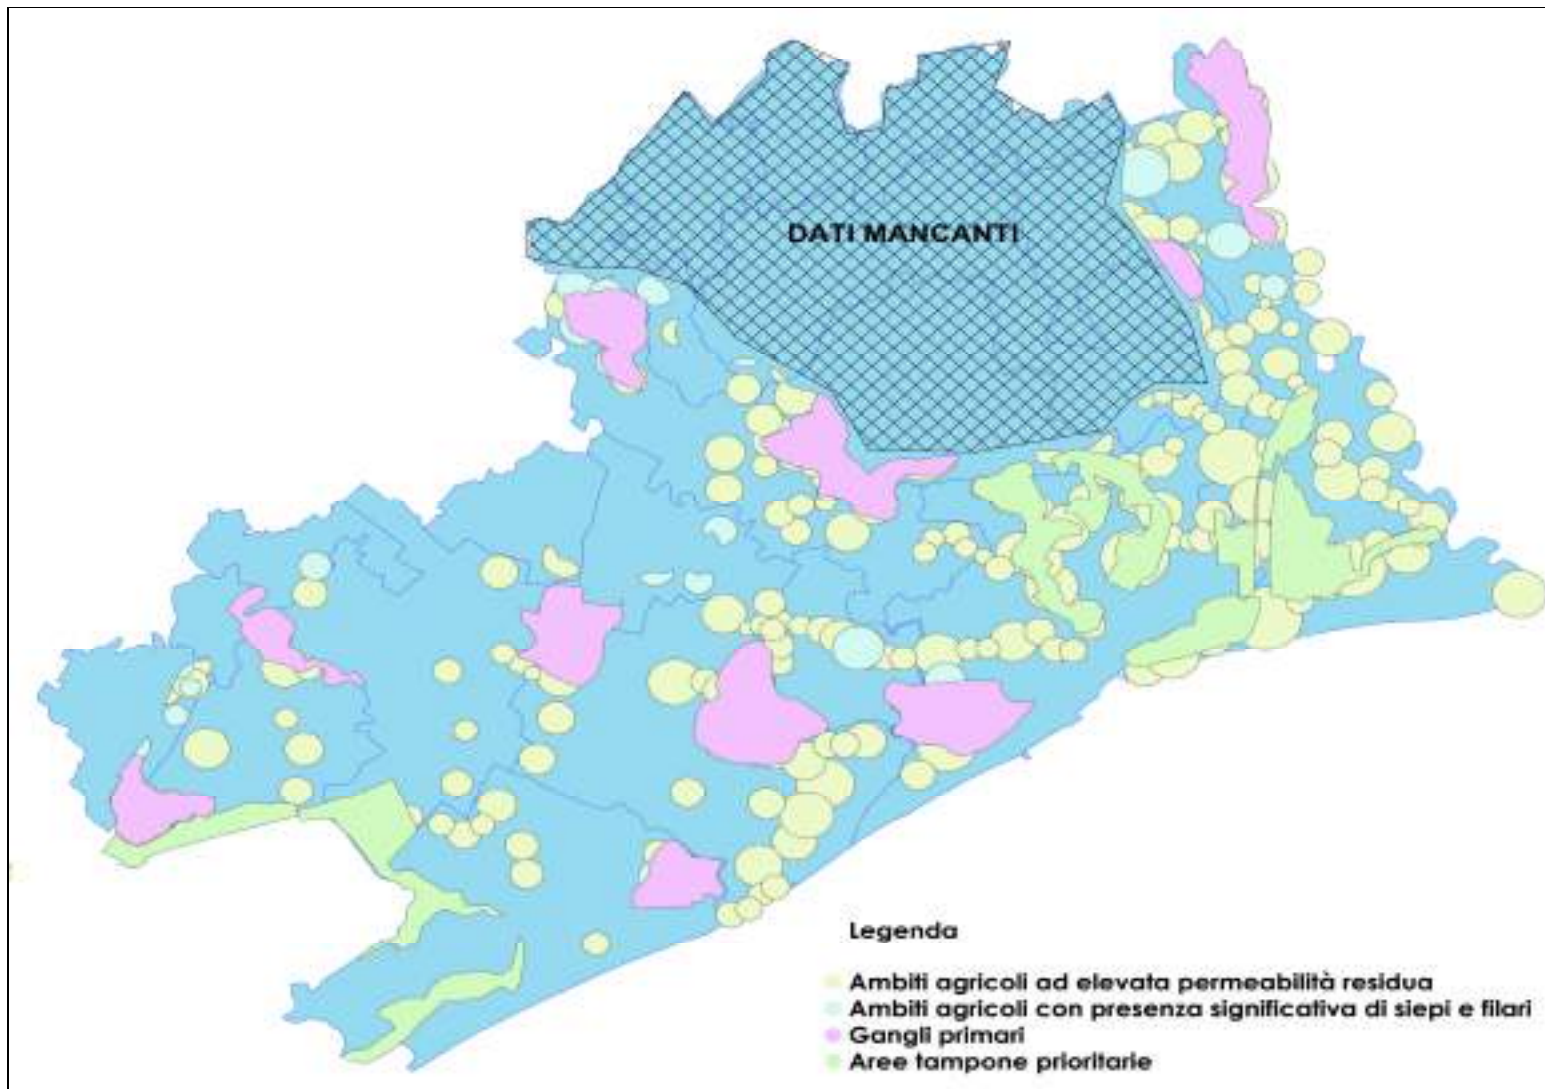 DATI MANCANTI
Legenda
Ambiti agricoli ad elevata permeabilità residua
Ambiti agricoli con presenza significativa di siepi e filari
Gangli primari
Aree tampone prioritarie